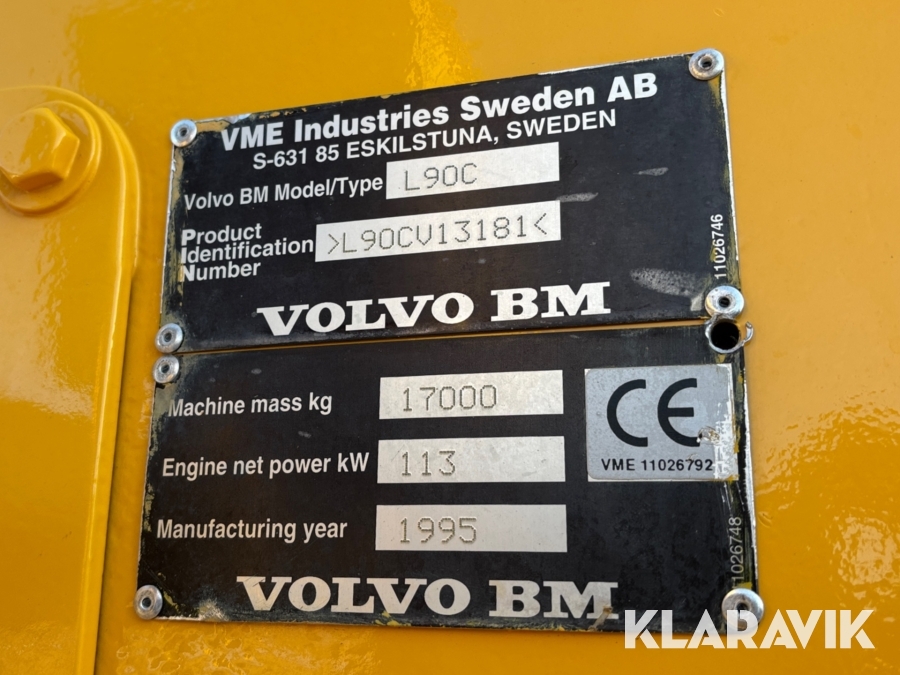 VME Industries Sweden AB
S-631 85 ESKILSTUNA, SWEDEN
Volvo BM Model/Type L90C
Product
Identification >L90CV13181<
Number
11026746
VOLVO BM
Machine mass kg 17000
CE
Engine net power kW 113
VME 11026792
Manufacturing year 1995
11026748
VOLVO BM
KLARAVIK